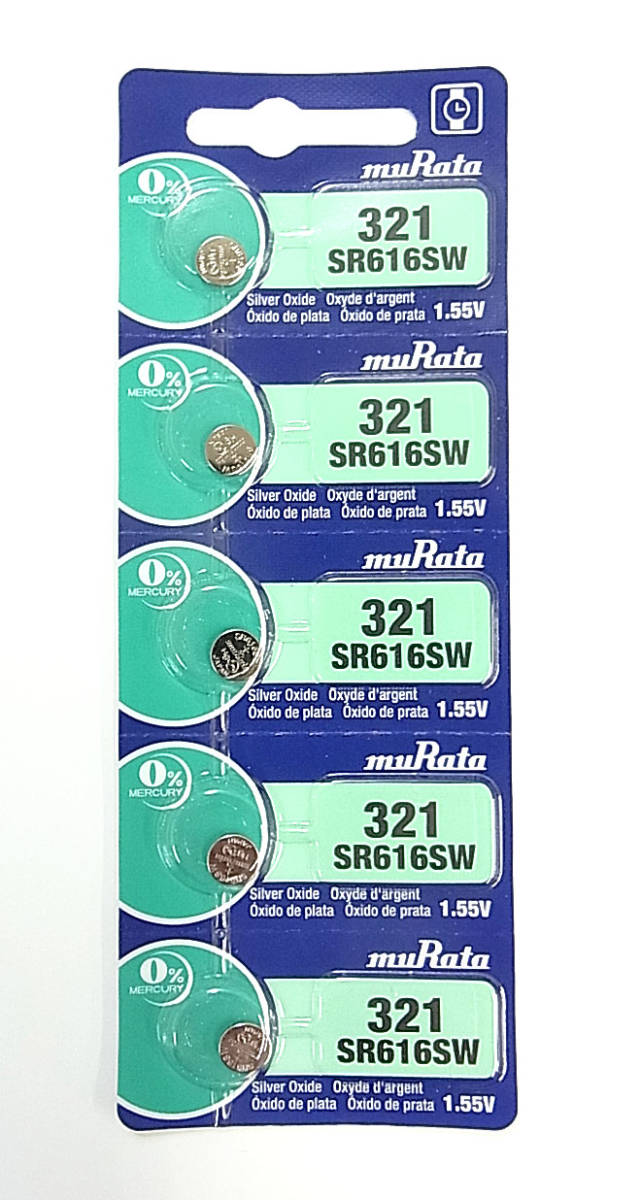 muRata
0%
MERCURY
321
SR616SW
Silver Oxide Oxyde d'argent
Óxido de plata Óxido de prata 1.55V
muRata
0%
MERCURY
321
SR616SW
Silver Oxide Oxyde d'argent
Óxido de plata Óxido de prata 1.55V
muRata
0%
MERCURY
321
SR616SW
Silver Oxide Oxyde d'argent
Óxido de plata Óxido de prata 1.55V
muRata
0%
MERCURY
321
SR616SW
Silver Oxide Oxyde d'argent
Óxido de plata Óxido de prata 1.55V
muRata
0%
MERCURY
321
SR616SW
Silver Oxide Oxyde d'argent
Óxido de plata Óxido de prata 1.55V